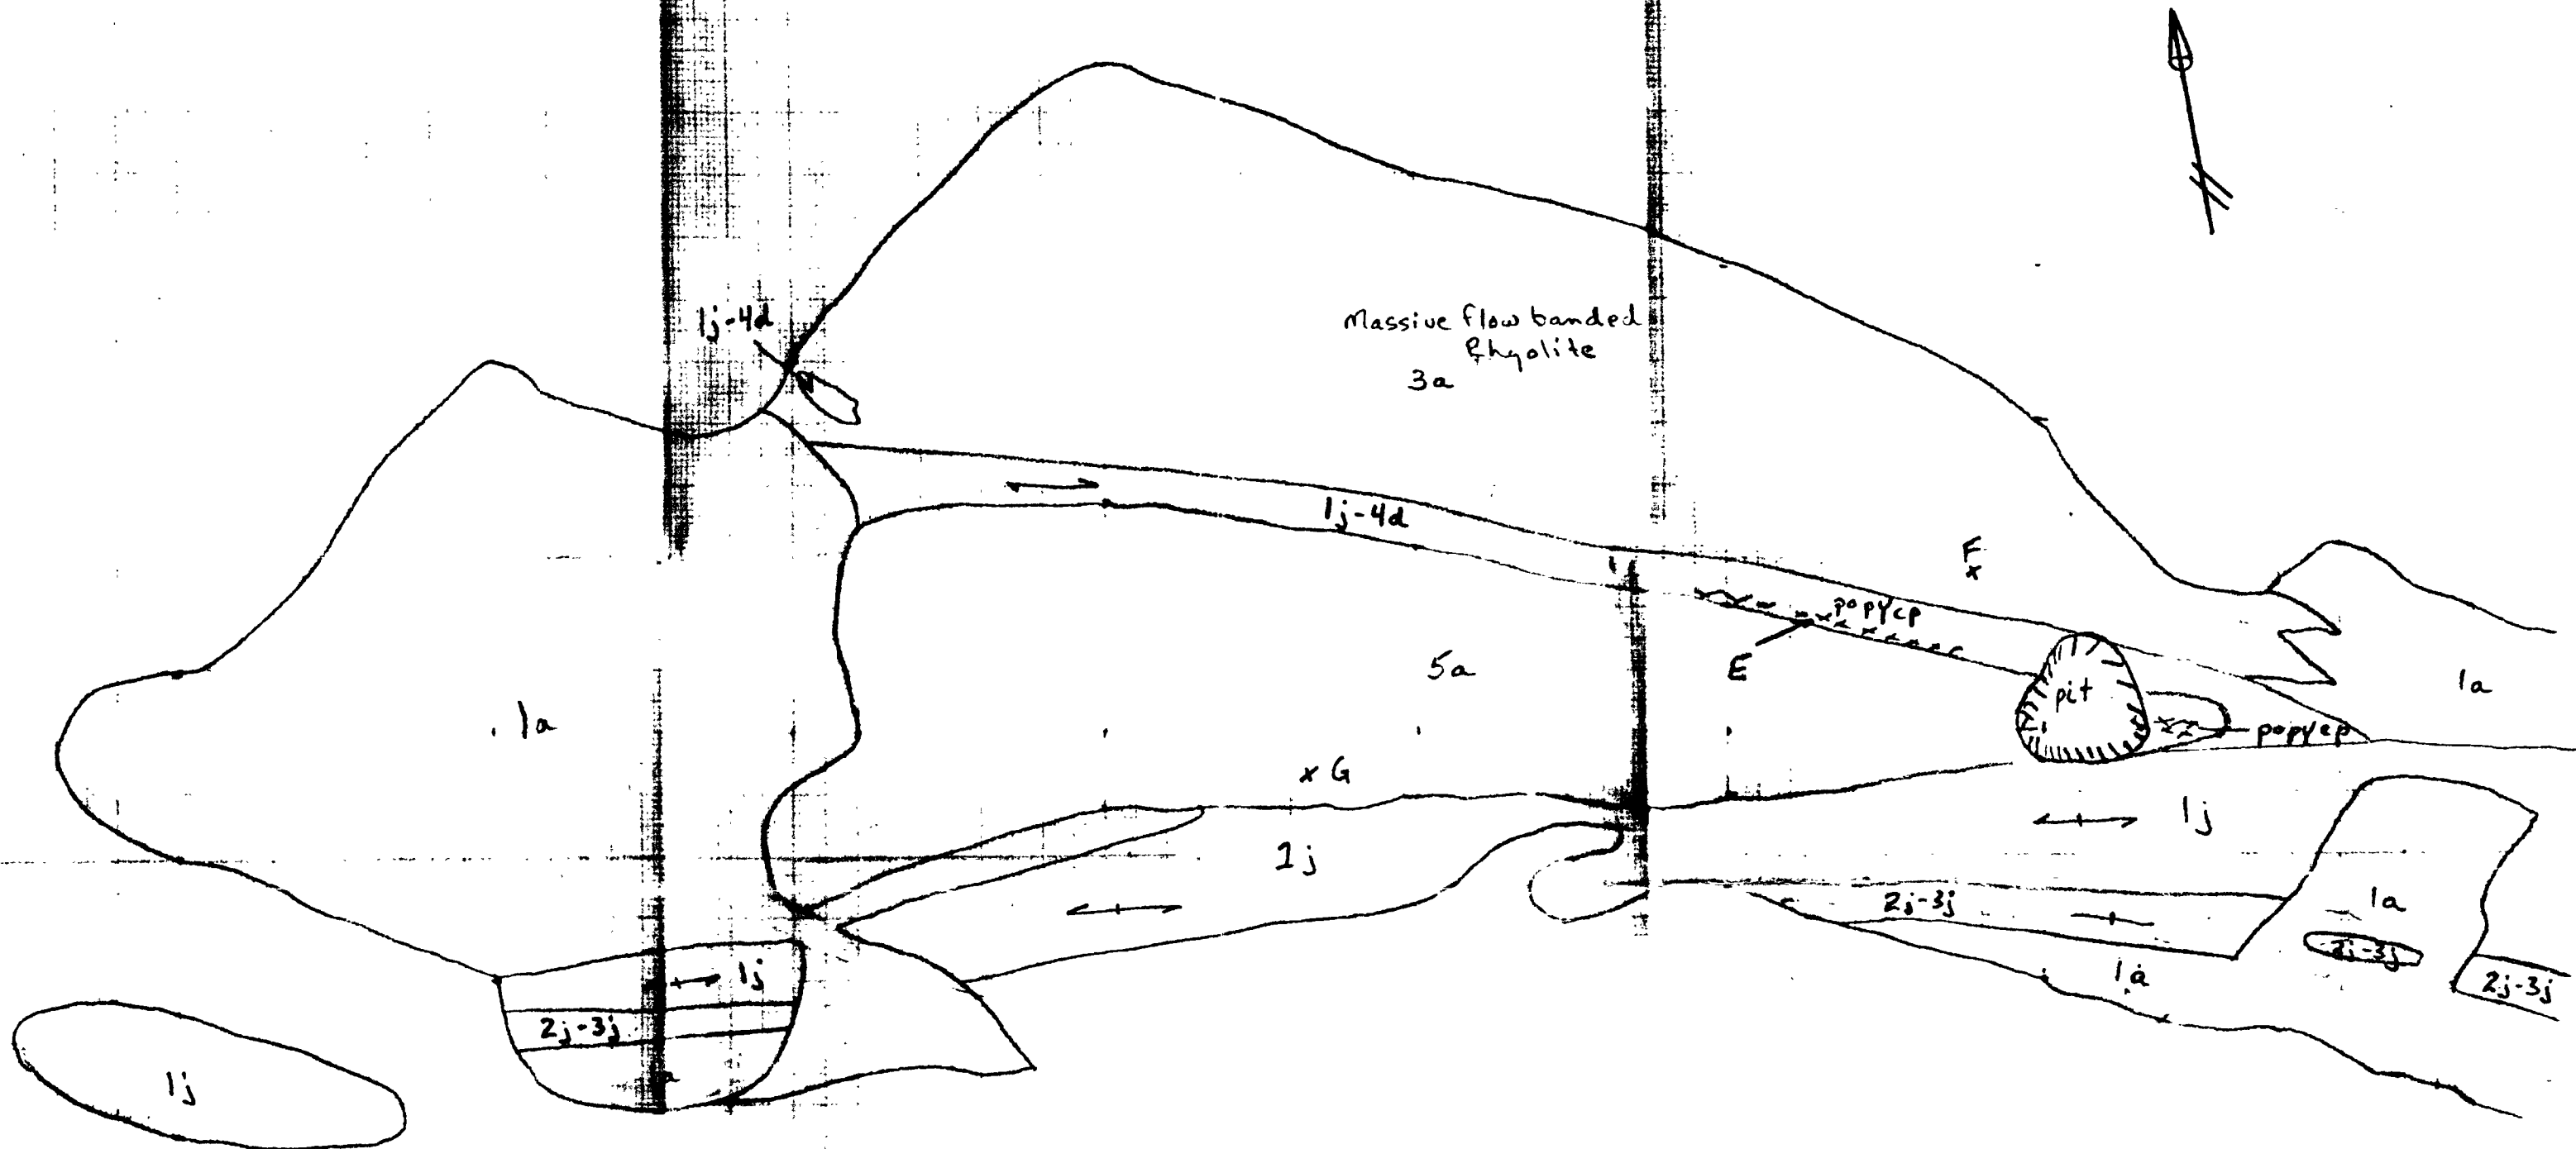 1j-4d
Massive flow banded
Rhyolite
3a
1j-4d
F
x
popycp
E
5a
pit
1a
1a
popycp
x G
1j
1j
2j-3j
1a
2j-3j
1a
2j-3j
1j
2j-3j
1j